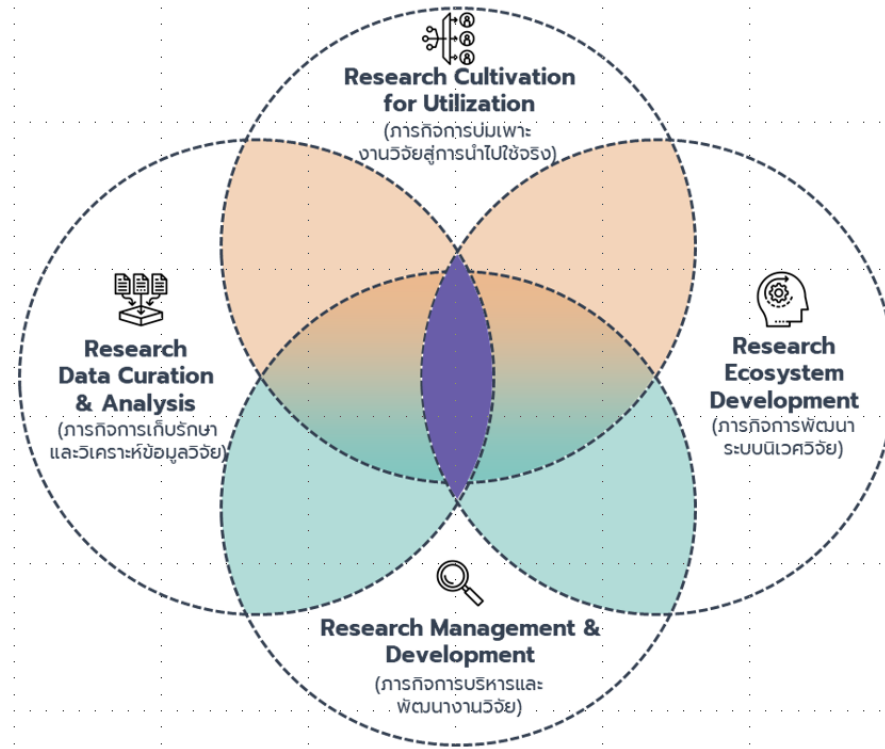 Research Cultivation
for Utilization
(ภารกิจการบ่มเพาะ
งานวิจัยสู่การนำไปใช้จริง)
Research
Data Curation
& Analysis
(ภารกิจการเก็บรักษา
และวิเคราะห์ข้อมูลวิจัย)
Research
Ecosystem
Development
(ภารกิจการพัฒนา
ระบบนิเวศวิจัย)
Research Management &
Development
(ภารกิจการบริหารและ
พัฒนางานวิจัย)